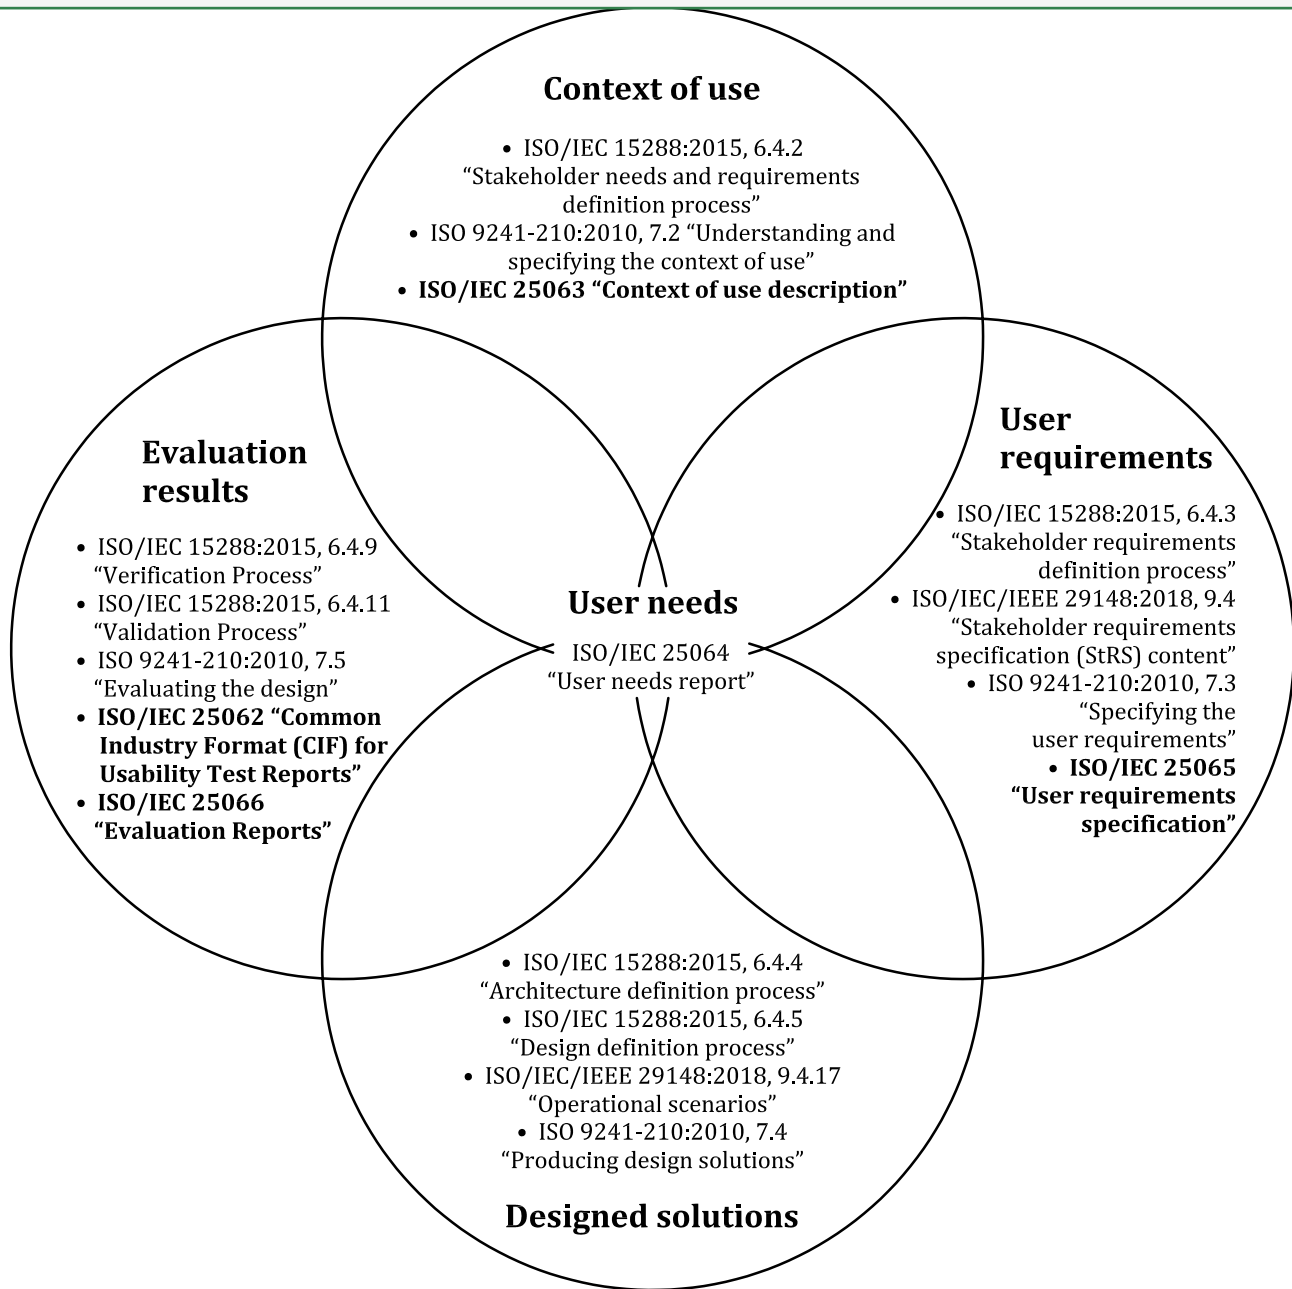 Context of use
• ISO/IEC 15288:2015, 6.4.2
“Stakeholder needs and requirements
definition process”
• ISO 9241-210:2010, 7.2 “Understanding and
specifying the context of use”
• ISO/IEC 25063 “Context of use description”
Evaluation
results
• ISO/IEC 15288:2015, 6.4.9
“Verification Process”
• ISO/IEC 15288:2015, 6.4.11
“Validation Process”
• ISO 9241-210:2010, 7.5
“Evaluating the design”
• ISO/IEC 25062 “Common
Industry Format (CIF) for
Usability Test Reports”
• ISO/IEC 25066
“Evaluation Reports”
User needs
ISO/IEC 25064
“User needs report”
User
requirements
• ISO/IEC 15288:2015, 6.4.3
“Stakeholder requirements
definition process”
• ISO/IEC/IEEE 29148:2018, 9.4
“Stakeholder requirements
specification (StRS) content”
• ISO 9241-210:2010, 7.3
“Specifying the
user requirements”
• ISO/IEC 25065
“User requirements
specification”
• ISO/IEC 15288:2015, 6.4.4
“Architecture definition process”
• ISO/IEC 15288:2015, 6.4.5
“Design definition process”
• ISO/IEC/IEEE 29148:2018, 9.4.17
“Operational scenarios”
• ISO 9241-210:2010, 7.4
“Producing design solutions”
Designed solutions